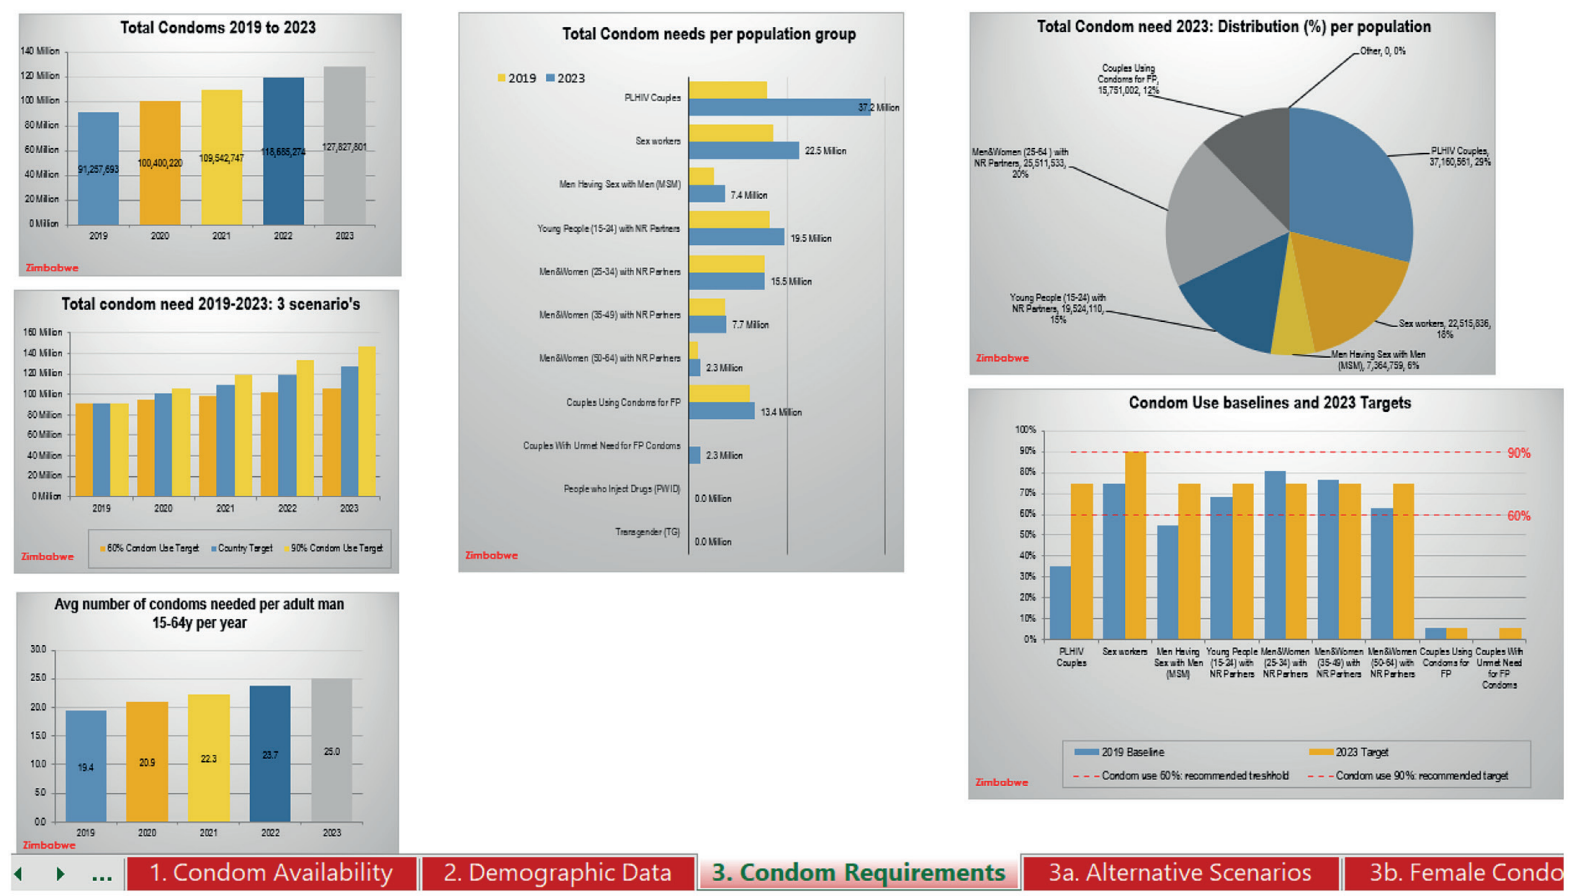 Total Condoms 2019 to 2023
140 Million
120 Million
100 Million
80 Million
60 Million
40 Million
20 Million
0 Million
91,257,693
100,400,220
109,542,747
118,685,274
127,827,801
2019
2020
2021
2022
2023
Zimbabwe
Total condom need 2019-2023: 3 scenario's
160 Million
140 Million
120 Million
100 Million
80 Million
60 Million
40 Million
20 Million
0 Million
2019
2020
2021
2022
2023
60% Condom Use Target
Country Target
90% Condom Use Target
Zimbabwe
Avg number of condoms needed per adult man
15-64y per year
30.0
25.0
20.0
15.0
10.0
5.0
0.0
19.4
20.9
22.3
23.7
25.0
2019
2020
2021
2022
2023
Zimbabwe
Total Condom needs per population group
2019
2023
PLHIV Couples
37.2 Million
Sex workers
22.5 Million
Men Having Sex with Men (MSM)
7.4 Million
Young People (15-24) with NR Partners
19.5 Million
Men&Women (25-34) with NR Partners
15.5 Million
Men&Women (35-49) with NR Partners
7.7 Million
Men&Women (50-64) with NR Partners
2.3 Million
Couples Using Condoms for FP
13.4 Million
Couples With Unmet Need for FP Condoms
2.3 Million
People who Inject Drugs (PWID)
0.0 Million
Transgender (TG)
0.0 Million
Zimbabwe
Total Condom need 2023: Distribution (%) per population
Other, 0, 0%
Couples Using
Condoms for FP,
15,751,002, 12%
Men&Women (25-64 ) with
NR Partners, 25,511,533,
20%
PLHIV Couples,
37,160,561, 29%
Young People (15-24) with
NR Partners, 19,524,110,
15%
Sex workers, 22,515,836,
18%
Men Having Sex with Men
(MSM), 7,364,759, 6%
Zimbabwe
Condom Use baselines and 2023 Targets
100%
90%
80%
70%
60%
50%
40%
30%
20%
10%
0%
90%
60%
PLHIV
Couples
Sex workers
Men Having
Sex with Men
(MSM)
Young People
(15-24) with
NR Partners
Men&Women
(25-34) with
NR Partners
Men&Women
(35-49) with
NR Partners
Men&Women
(50-64) with
NR Partners
Couples Using
Condoms for
FP
Couples With
Unmet Need
for FP
Condoms
2019 Baseline
2023 Target
Condom use 60%: recommended treshhold
Condom use 90%: recommended target
Zimbabwe
... 1. Condom Availability
2. Demographic Data
3. Condom Requirements
3a. Alternative Scenarios
3b. Female Condo